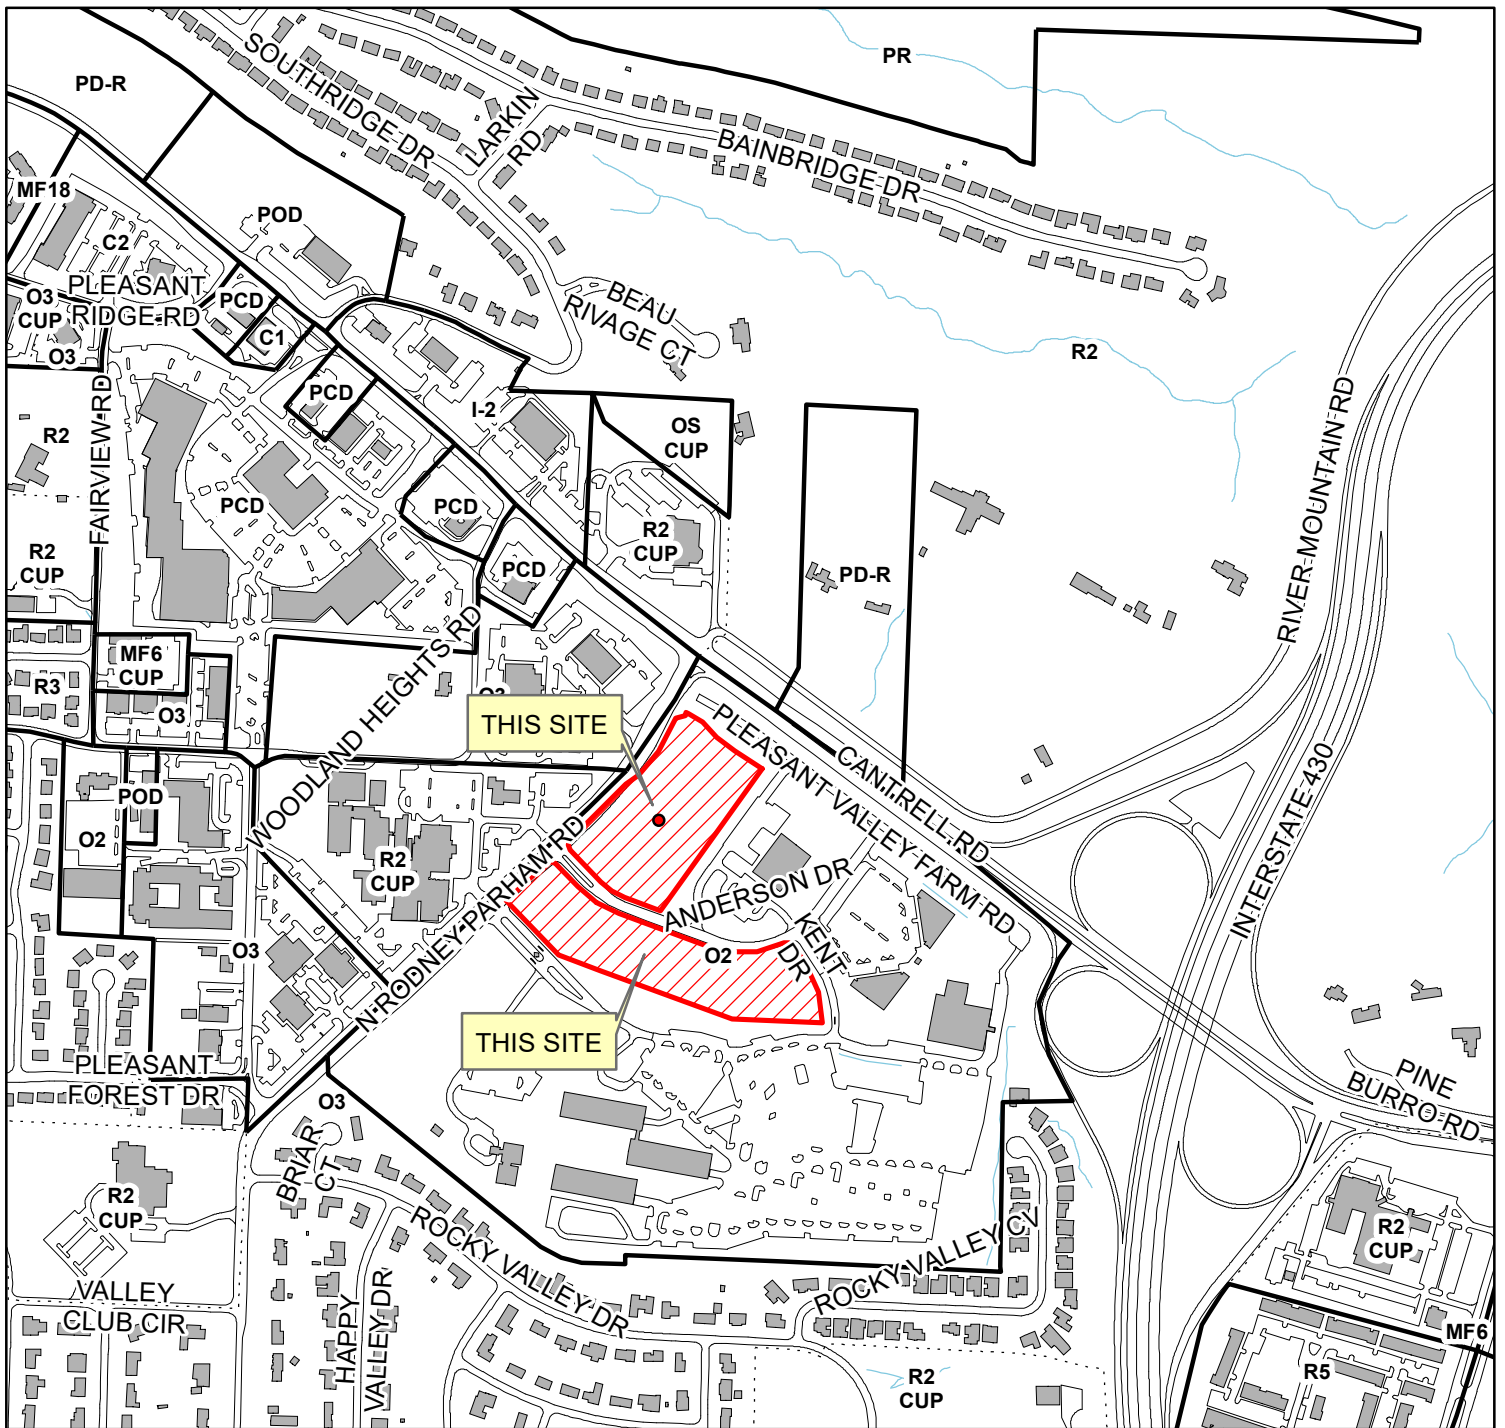 PR
PD-R
SOUTHRIDGE DR
LARKIN
RD
BAINBRIDGE DR
MF18
POD
C2
PLEASANT
RIDGE RD
O3
CUP
O3
PCD
C1
BEAU
RIVAGE CT
R2
PCD
I-2
OS
CUP
FAIRVIEW RD
R2
RIVER MOUNTAIN RD
PCD
PCD
R2
CUP
R2
CUP
PCD
PD-R
WOODLAND HEIGHTS RD
MF6
CUP
R3
O3
O3
THIS SITE
PLEASANT VALLEY FARM RD
CANTRELL RD
INTERSTATE 430
POD
O2
R2
CUP
N RODNEY PARHAM RD
ANDERSON DR
KENT
DR
O3
O2
THIS SITE
PLEASANT
FOREST DR
PINE
BURRO RD
O3
BRIAR
CT
R2
CUP
ROCKY VALLEY DR
ROCKY VALLEY CV
R2
CUP
VALLEY
CLUB CIR
HAPPY
VALLEY DR
MF6
R5
R2
CUP